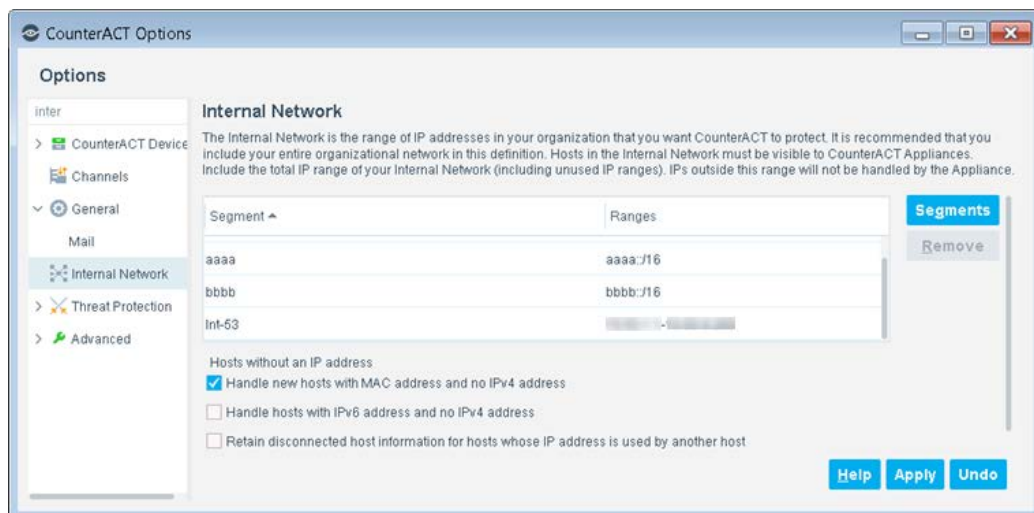 CounterACT Options
Options
inter
CounterACT Device
Channels
General
Mail
Internal Network
Threat Protection
Advanced
Internal Network
The Internal Network is the range of IP addresses in your organization that you want CounterACT to protect. It is recommended that you
include your entire organizational network in this definition. Hosts in the Internal Network must be visible to CounterACT Appliances.
Include the total IP range of your Internal Network (including unused IP ranges). IPs outside this range will not be handled by the Appliance.
Segment Ranges
aaaa aaaa::/16
bbbb bbbb::/16
Int-53
Segments
Remove
Hosts without an IP address
Handle new hosts with MAC address and no IPv4 address
Handle hosts with IPv6 address and no IPv4 address
Retain disconnected host information for hosts whose IP address is used by another host
Help Apply Undo